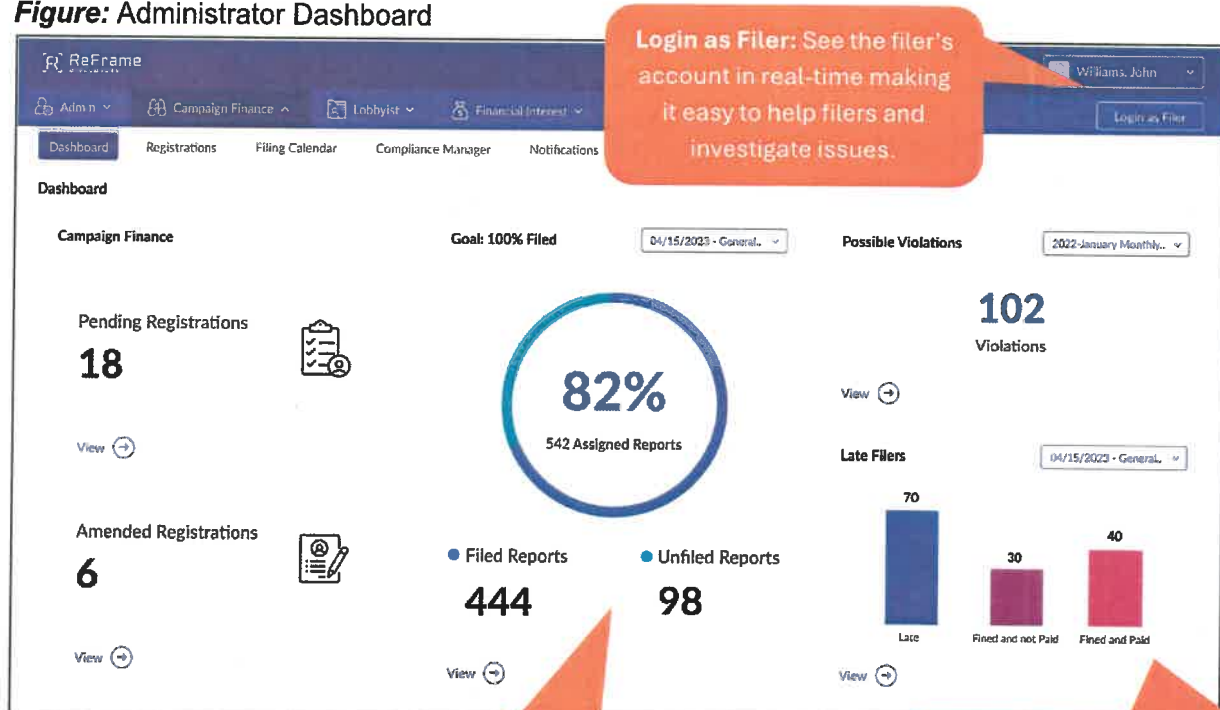 Figure: Administrator Dashboard
Login as Filer: See the filer's
account in real-time making
it easy to help filers and
investigate issues.
ReFrame
Williams, John
Admin
Campaign Finance
Lobbyist
Financial Interest
Login as Filer
Dashboard
Registrations
Filing Calendar
Compliance Manager
Notifications
Dashboard
Campaign Finance
Pending Registrations
18
View
Amended Registrations
6
View
Goal: 100% Filed
04/15/2023 - General..
82%
542 Assigned Reports
Filed Reports
444
Unfiled Reports
98
View
Possible Violations
2022-January Monthly..
102
Violations
View
Late Filers
04/15/2023 - General..
70
30
40
Late
Fined and not Paid
Fined and Paid
View